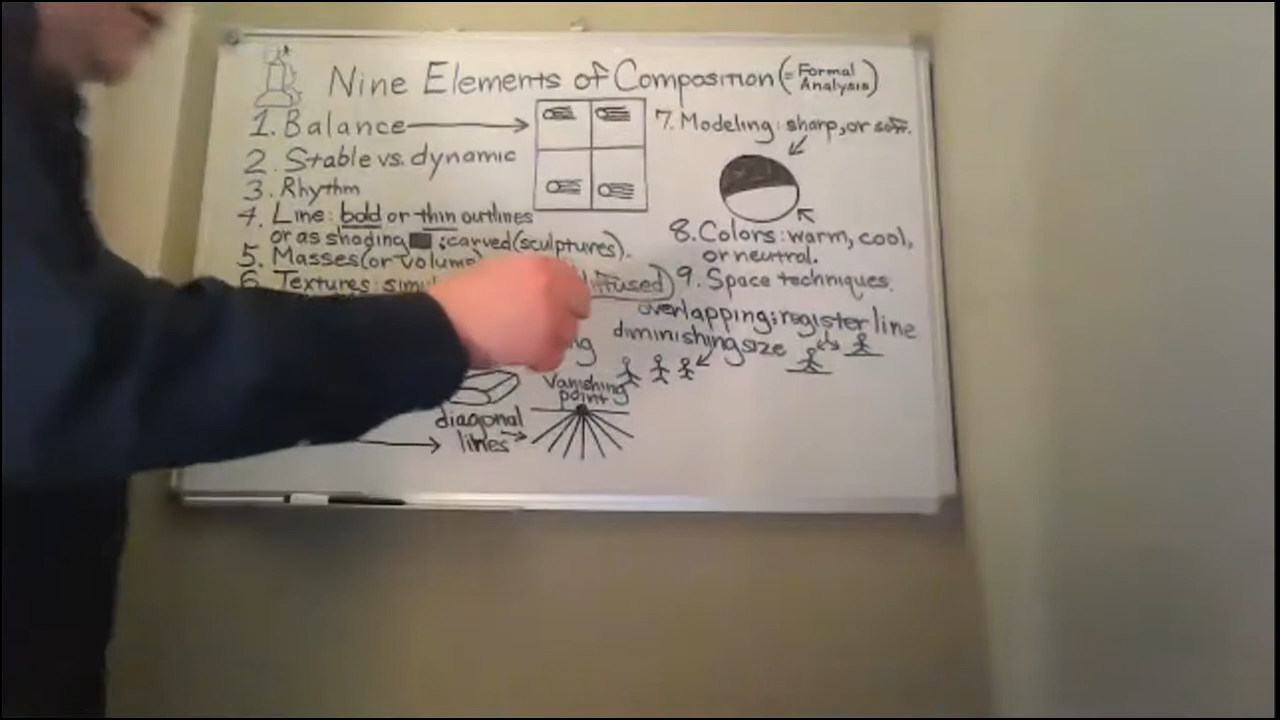 Nine Elements of Composition (= Formal Analysis)
1. Balance
2. Stable vs. dynamic
3. Rhythm
4. Line: bold or thin outlines
or as shading ; carved (sculptures).
5. Masses (or volume)
6. Textures:
diagonal
lines
Vanishing
point
7. Modeling: sharp, or soft.
8. Colors: warm, cool,
or neutral.
9. Space techniques:
overlapping; register line
diminishing size